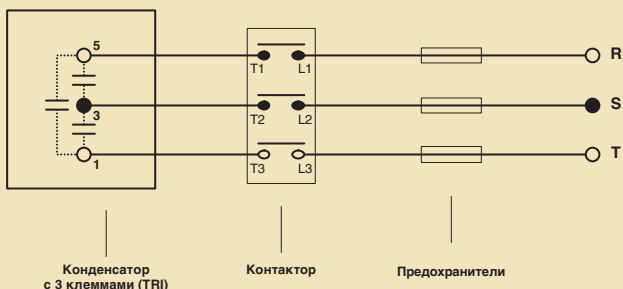 5
T1 L1
R
3
T2 L2
S
1
T3 L3
T
Конденсатор
с 3 клеммами (TRI)
Контактор
Предохранители